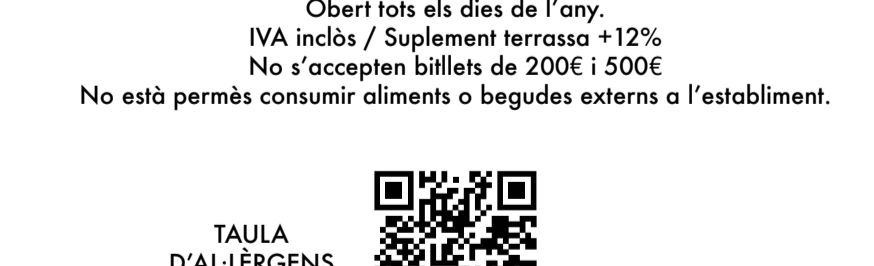 Obert tots els dies de l’any.
IVA inclòs / Suplement terrassa +12%
No s’accepten bitllets de 200€ i 500€
No està permès consumir aliments o begudes externs a l’establiment.
TAULA
D’AL·LÈRGENS